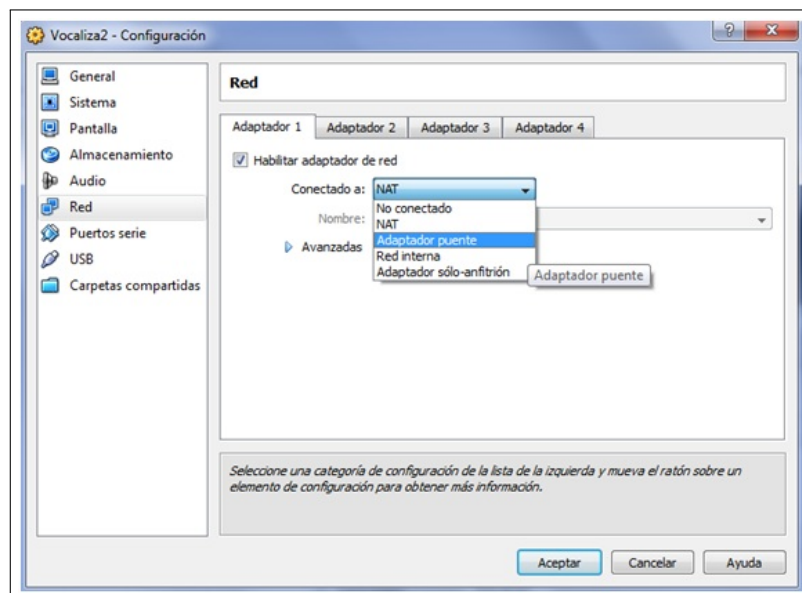 Vocaliza2 - Configuración
General
Sistema
Pantalla
Almacenamiento
Audio
Red
Puertos serie
USB
Carpetas compartidas
Red
Adaptador 1 Adaptador 2 Adaptador 3 Adaptador 4
Habilitar adaptador de red
Conectado a: NAT
No conectado
Nombre:
NAT
Adaptador puente
Avanzadas
Red interna
Adaptador sólo-anfitrión
Adaptador puente
Seleccione una categoría de configuración de la lista de la izquierda y mueva el ratón sobre un
elemento de configuración para obtener más información.
Aceptar Cancelar Ayuda